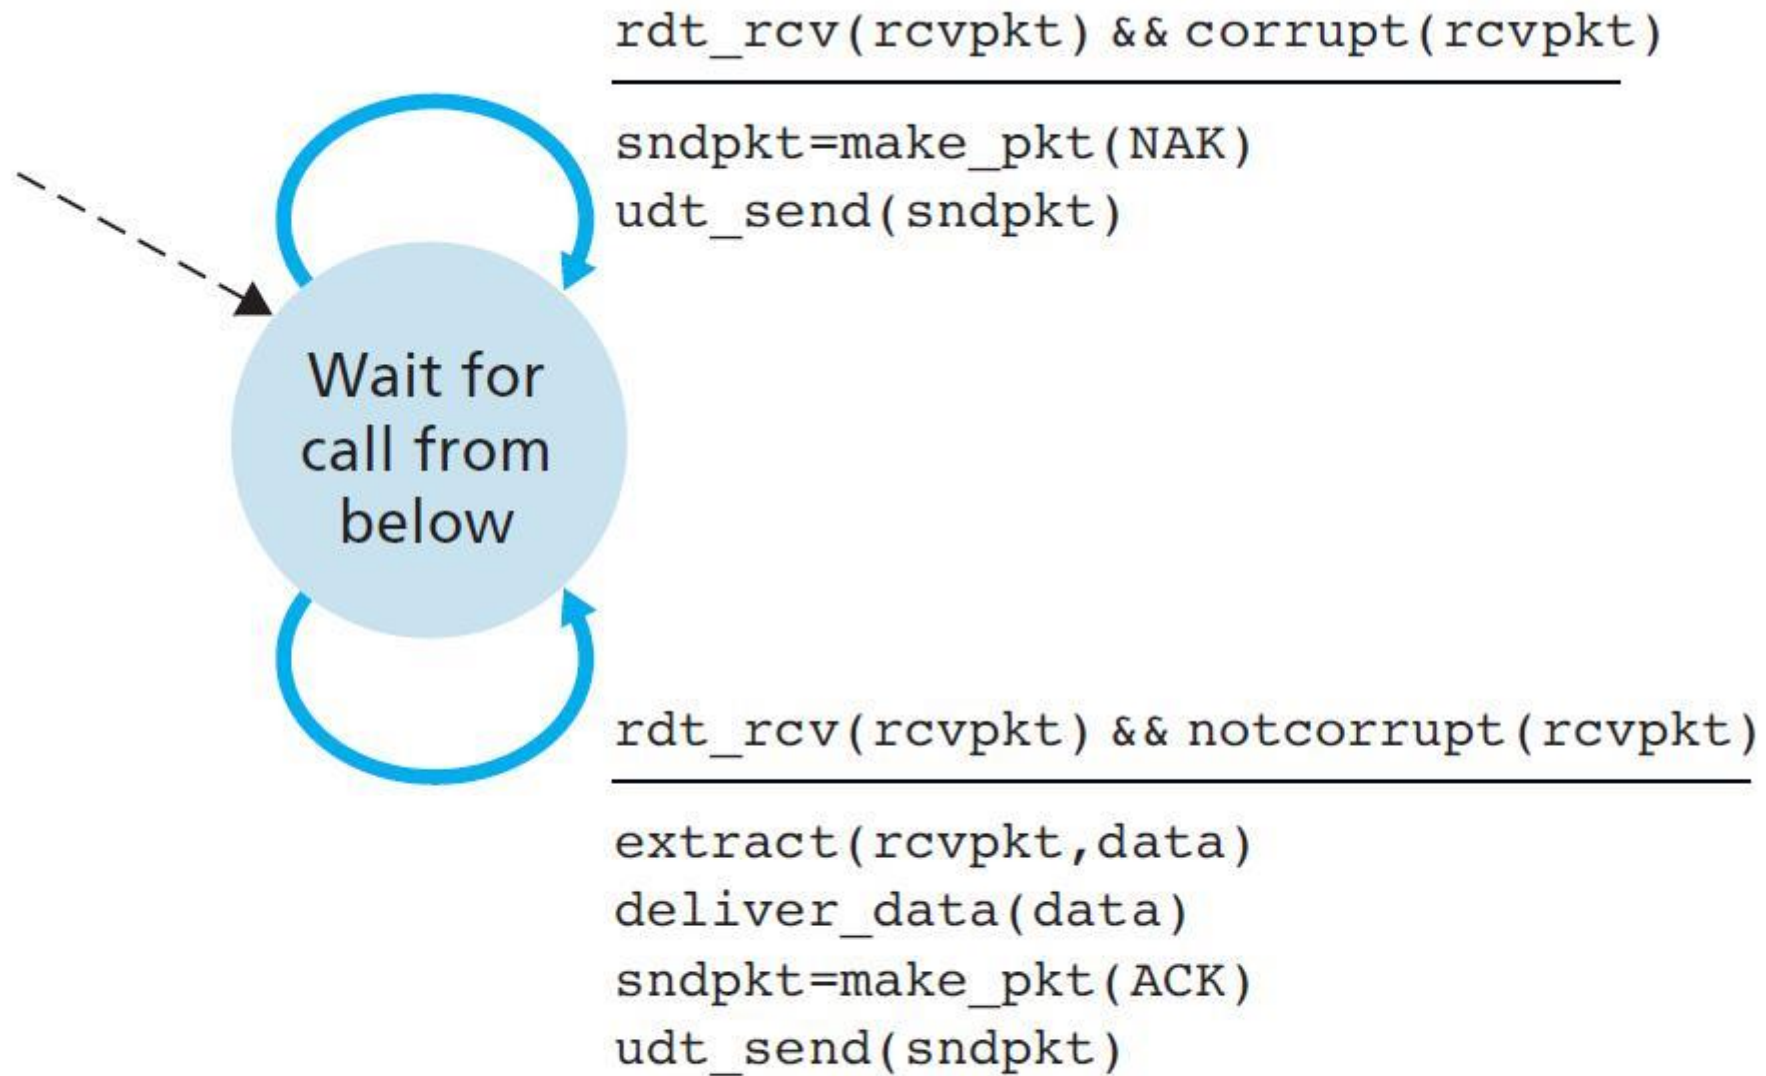 rdt_rcv(rcvpkt) && corrupt(rcvpkt)
sndpkt=make_pkt(NAK)
udt_send(sndpkt)
Wait for
call from
below
rdt_rcv(rcvpkt) && notcorrupt(rcvpkt)
extract(rcvpkt,data)
deliver_data(data)
sndpkt=make_pkt(ACK)
udt_send(sndpkt)